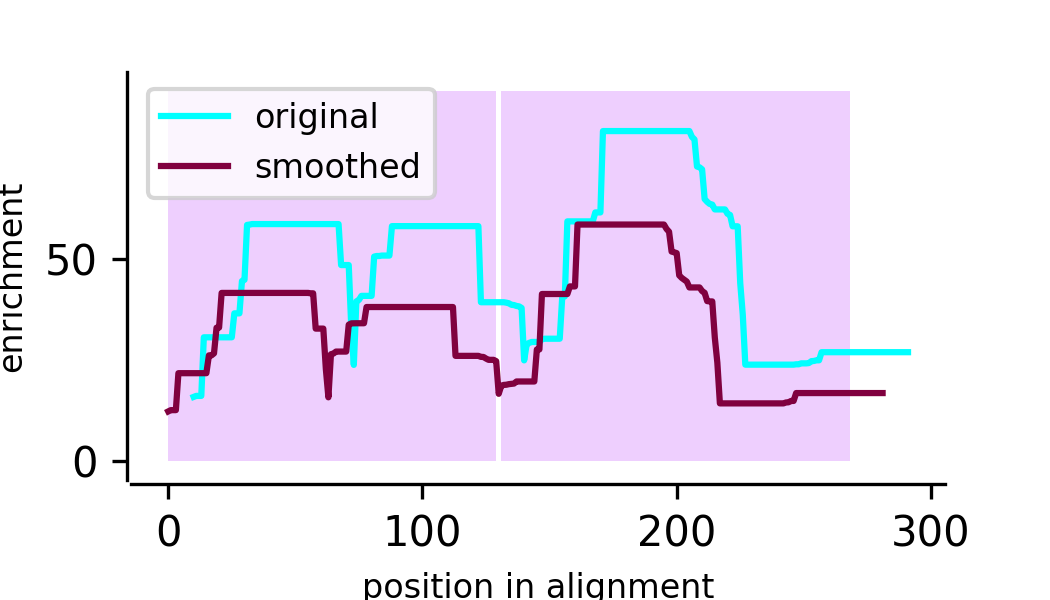 original
smoothed
enrichment
50
0
0 100 200 300
position in alignment